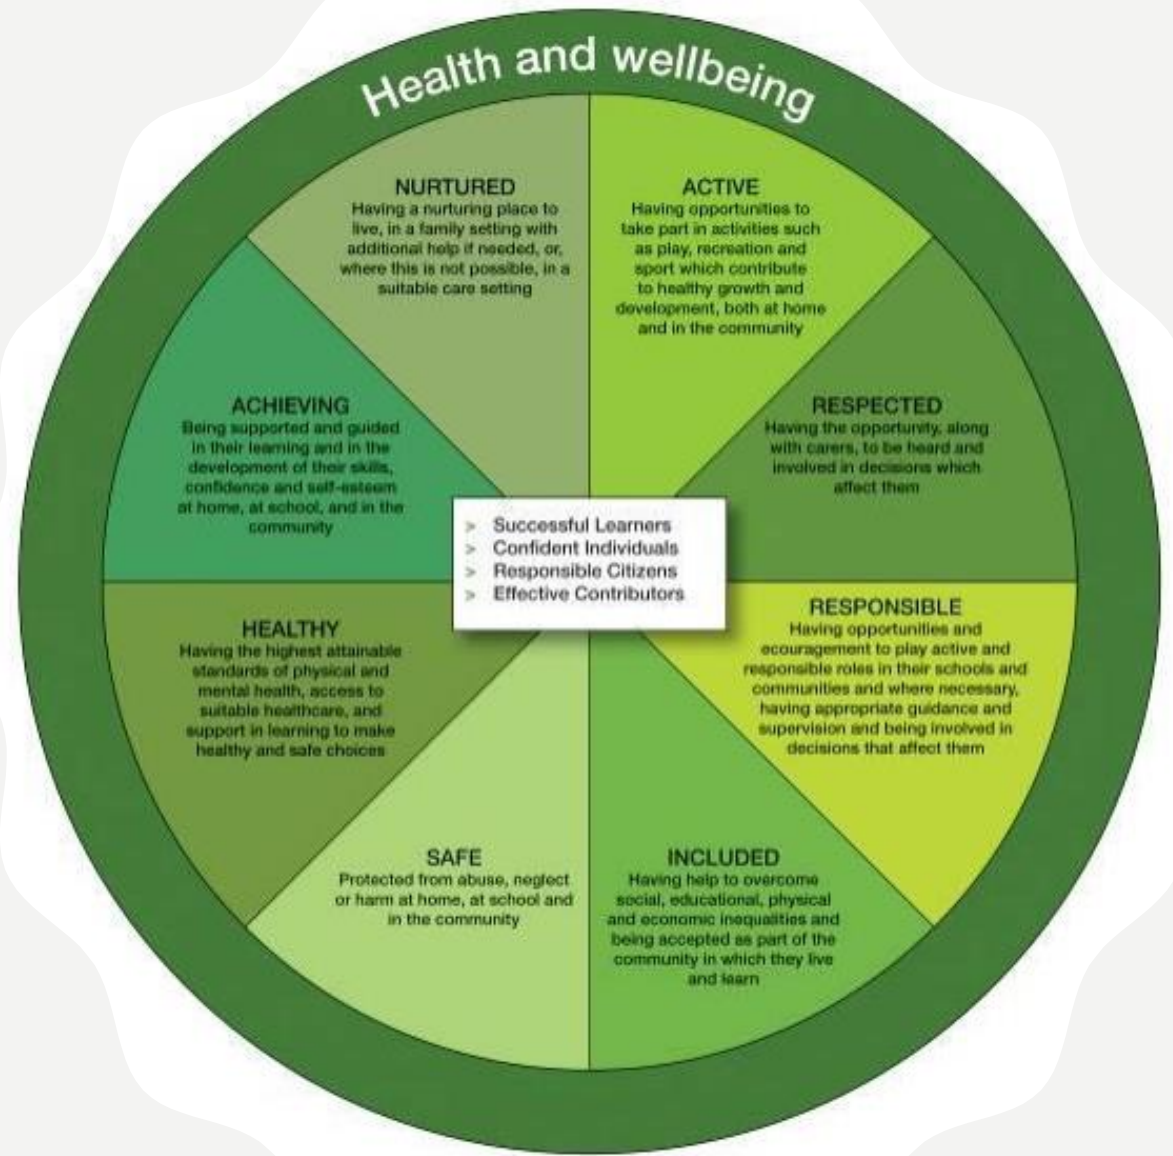 Health and wellbeing
NURTURED
Having a nurturing place to
live, in a family setting with
additional help if needed, or,
where this is not possible, in a
suitable care setting
ACTIVE
Having opportunities to
take part in activities such
as play, recreation and
sport which contribute
to healthy growth and
development, both at home
and in the community
ACHIEVING
Being supported and guided
in their learning and in the
development of their skills,
confidence and self-esteem
at home, at school, and in the
community
RESPECTED
Having the opportunity, along
with carers, to be heard and
involved in decisions which
affect them
> Successful Learners
> Confident Individuals
> Responsible Citizens
> Effective Contributors
HEALTHY
Having the highest attainable
standards of physical and
mental health, access to
suitable healthcare, and
support in learning to make
healthy and safe choices
RESPONSIBLE
Having opportunities and
ecouragement to play active and
responsible roles in their schools and
communities and where necessary,
having appropriate guidance and
supervision and being involved in
decisions that affect them
SAFE
Protected from abuse, neglect
or harm at home, at school and
in the community
INCLUDED
Having help to overcome
social, educational, physical
and economic inequalities and
being accepted as part of the
community in which they live
and learn